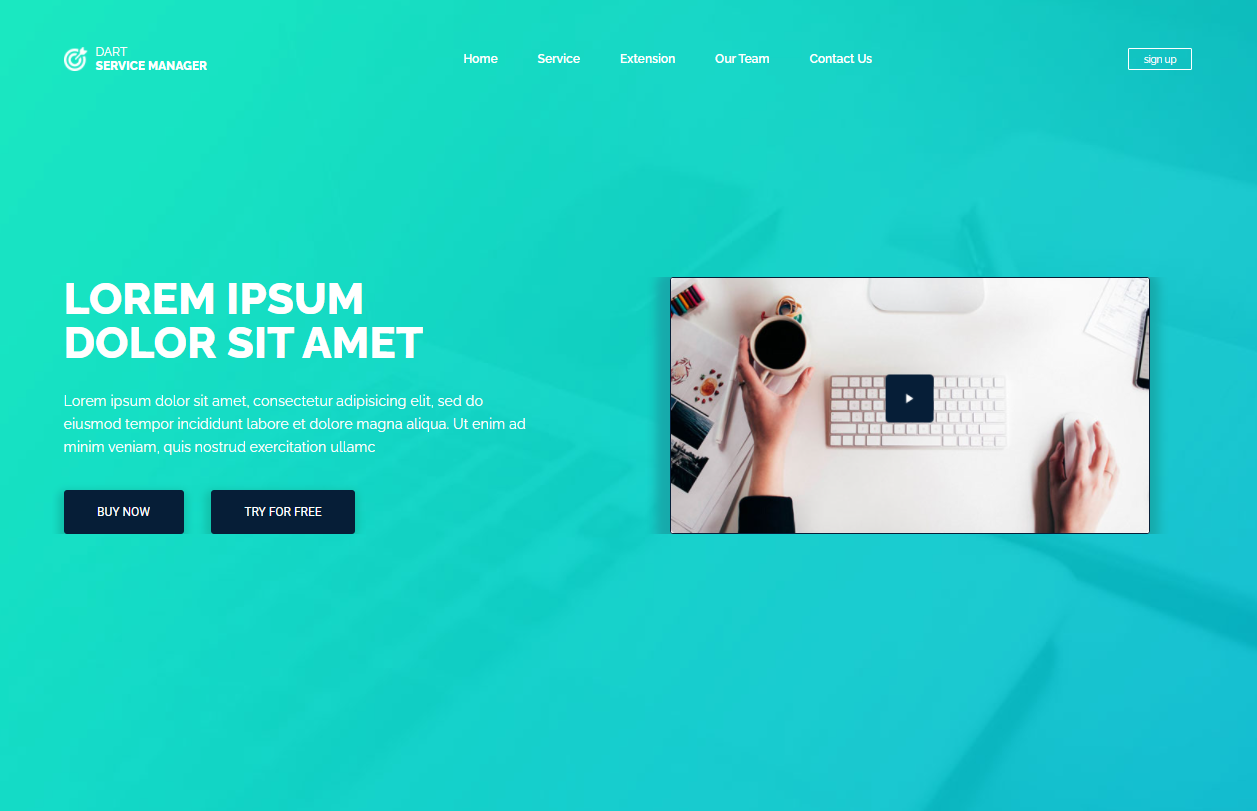 DART
SERVICE MANAGER
Home
Service
Extension
Our Team
Contact Us
sign up
LOREM IPSUM
DOLOR SIT AMET
Lorem ipsum dolor sit amet, consectetur adipisicing elit, sed do
eiusmod tempor incididunt labore et dolore magna aliqua. Ut enim ad
minim veniam, quis nostrud exercitation ullamc
BUY NOW
TRY FOR FREE